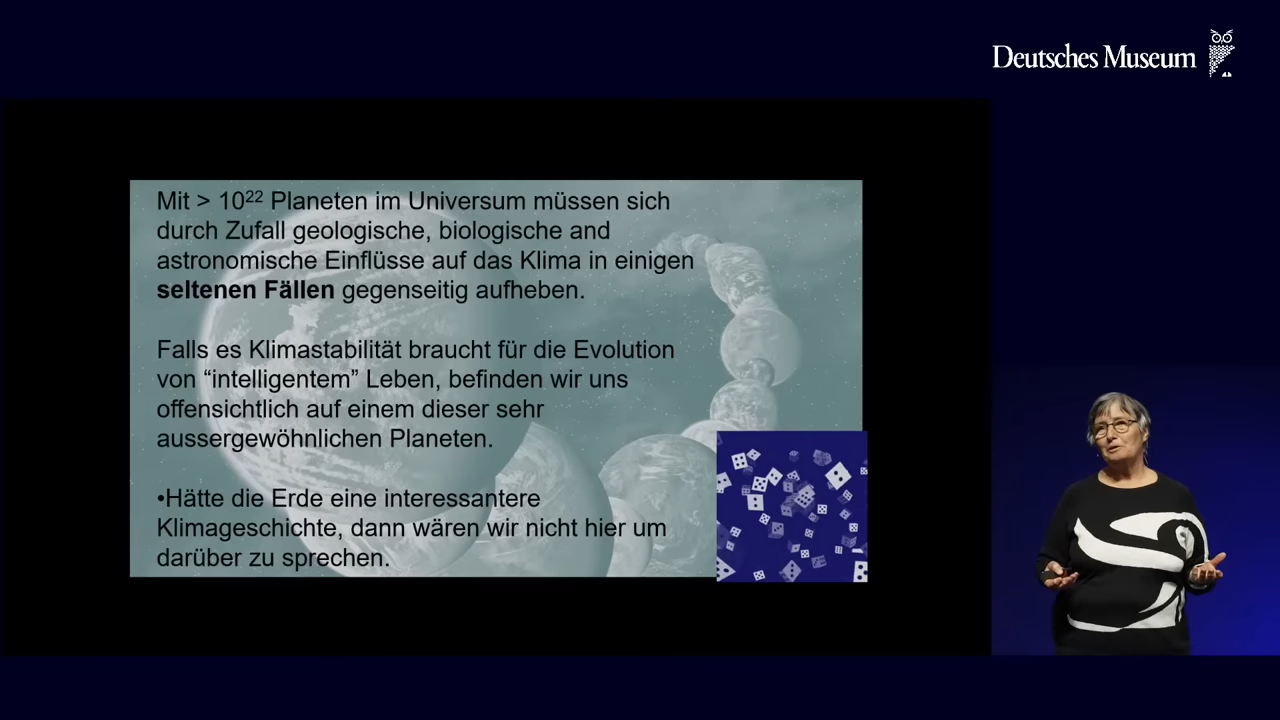 Deutsches Museum
Mit > 10²² Planeten im Universum müssen sich
durch Zufall geologische, biologische and
astronomische Einflüsse auf das Klima in einigen
seltenen Fällen gegenseitig aufheben.
Falls es Klimastabilität braucht für die Evolution
von “intelligentem” Leben, befinden wir uns
offensichtlich auf einem dieser sehr
aussergewöhnlichen Planeten.
•Hätte die Erde eine interessantere
Klimageschichte, dann wären wir nicht hier um
darüber zu sprechen.